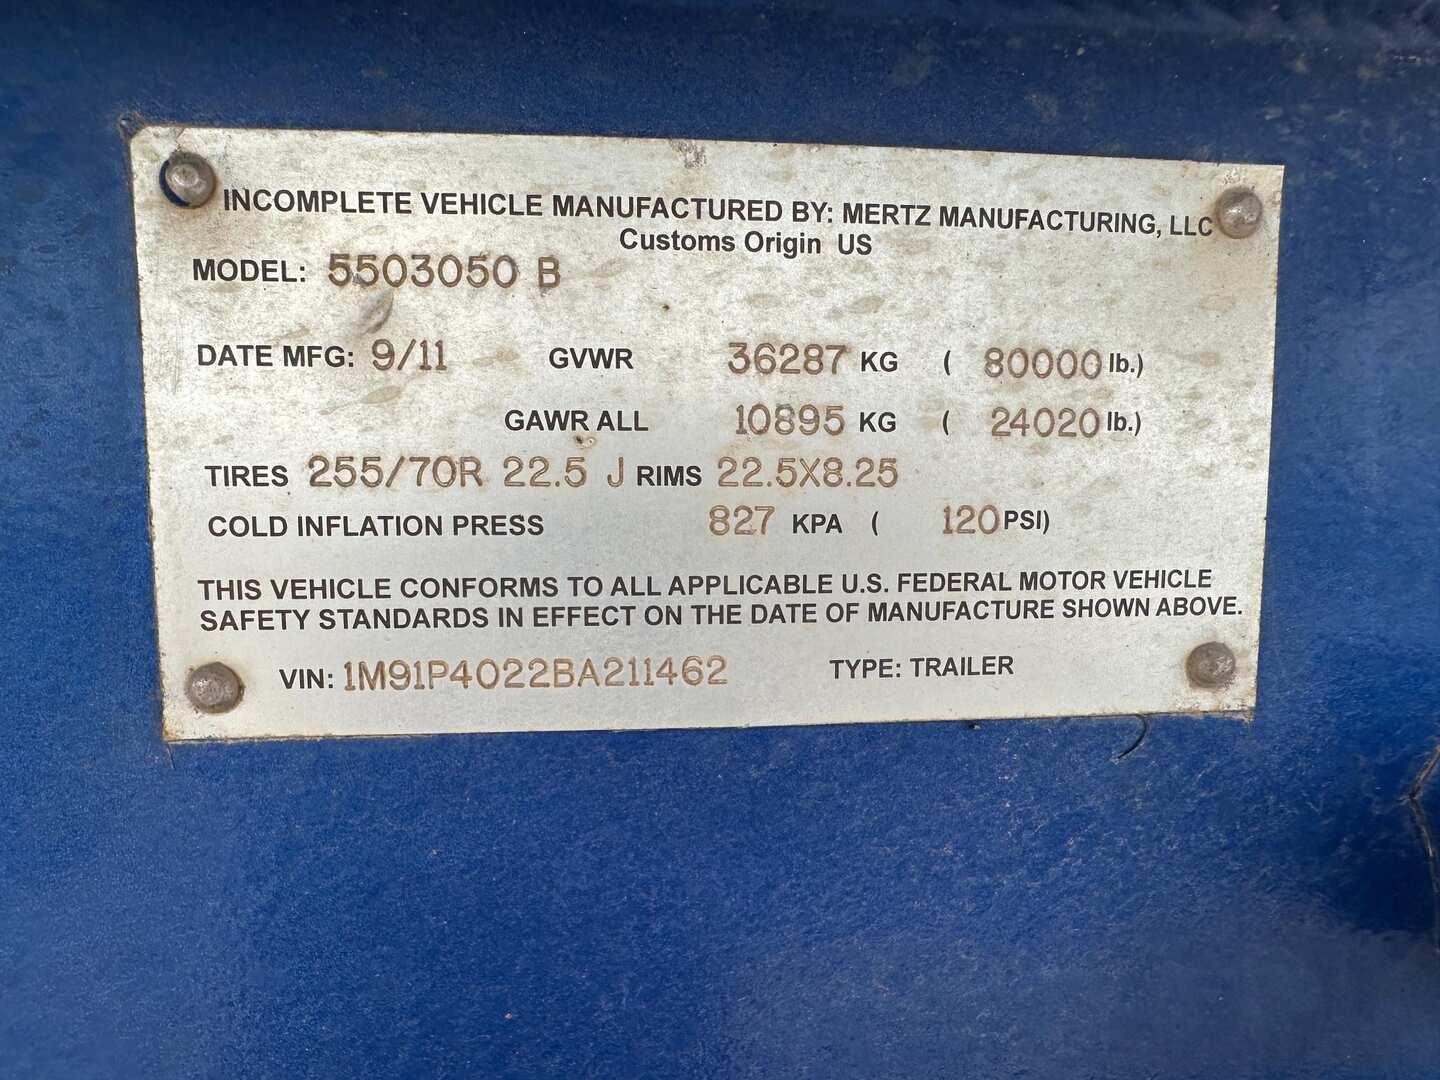 INCOMPLETE VEHICLE MANUFACTURED BY: MERTZ MANUFACTURING, LLC
Customs Origin US
MODEL: 5503050 B
DATE MFG: 9/11 GVWR 36287 KG ( 80000 lb.)
GAWR ALL 10895 KG ( 24020 lb.)
TIRES 255/70R 22.5 J RIMS 22.5X8.25
COLD INFLATION PRESS 827 KPA ( 120 PSI)
THIS VEHICLE CONFORMS TO ALL APPLICABLE U.S. FEDERAL MOTOR VEHICLE
SAFETY STANDARDS IN EFFECT ON THE DATE OF MANUFACTURE SHOWN ABOVE.
VIN: 1M91P4022BA211462 TYPE: TRAILER